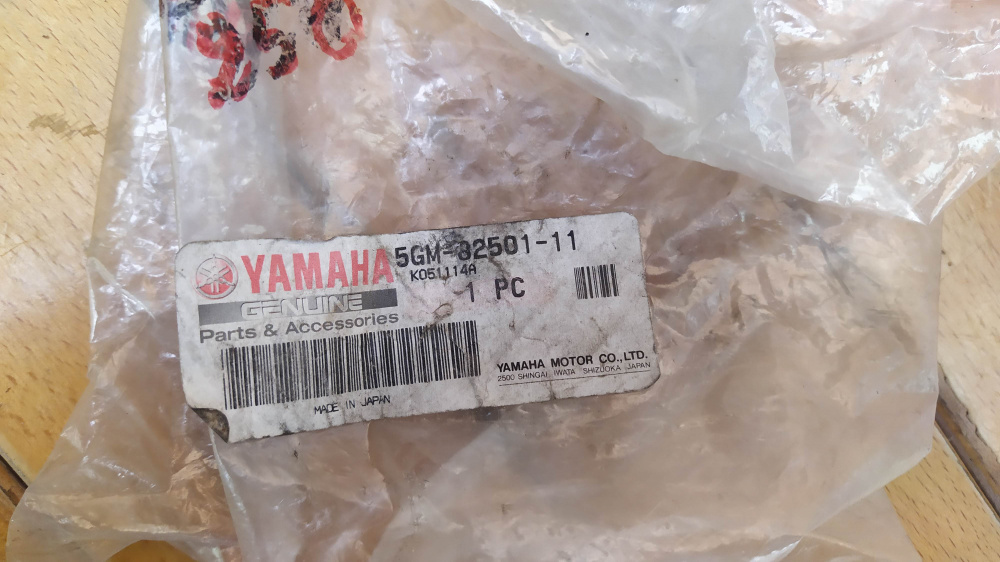 950
YAMAHA
GENUINE
Parts & Accessories
5GM-82501-11
K051114A
1 PC
YAMAHA MOTOR CO.,LTD.
2500 SHINGAI IWATA SHIZUOKA JAPAN
MADE IN JAPAN